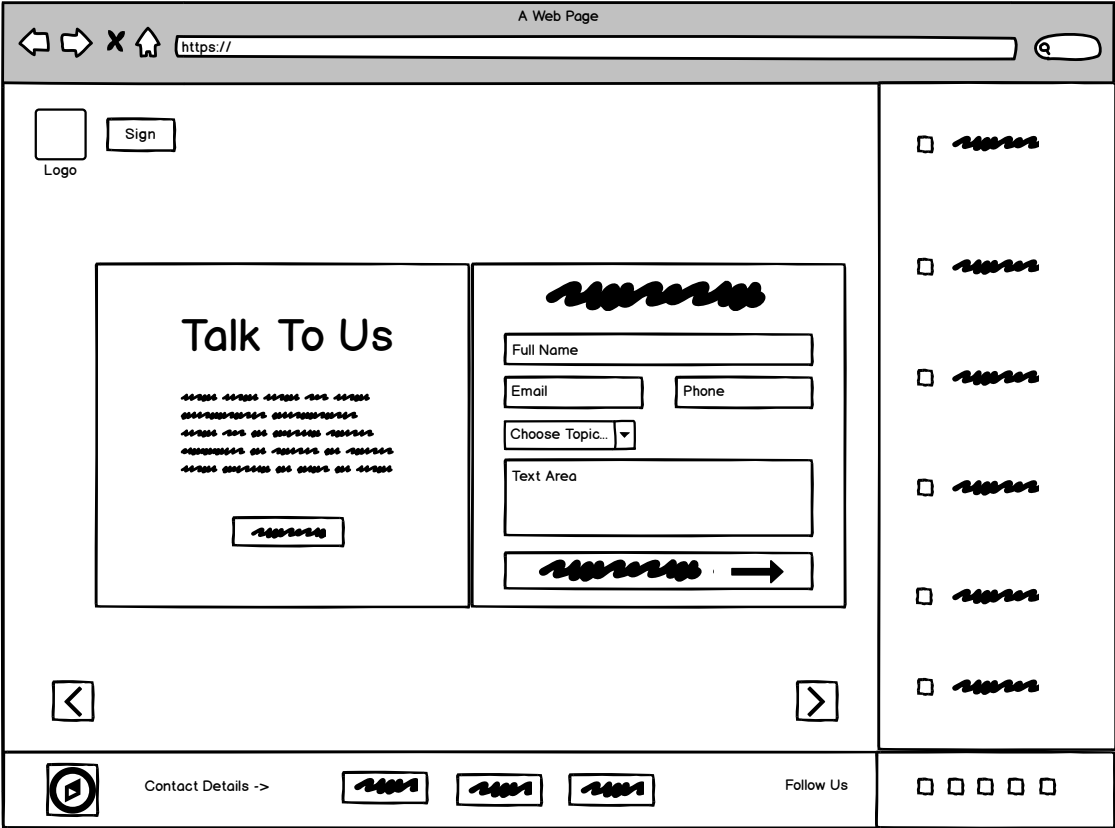 A Web Page
https://
Sign
Logo
Talk To Us
Full Name
Email
Phone
Choose Topic...
Text Area
Contact Details ->
Follow Us